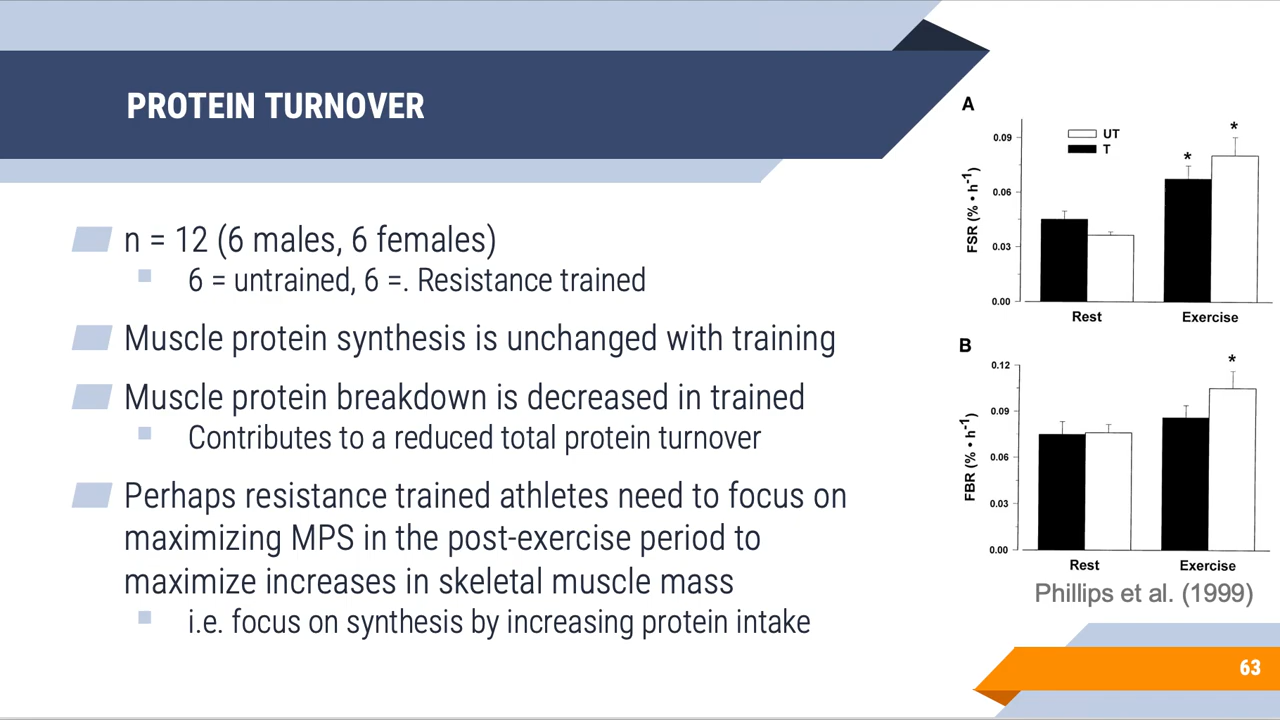 PROTEIN TURNOVER
n = 12 (6 males, 6 females)
6 = untrained, 6 =. Resistance trained
Muscle protein synthesis is unchanged with training
Muscle protein breakdown is decreased in trained
Contributes to a reduced total protein turnover
Perhaps resistance trained athletes need to focus on
maximizing MPS in the post-exercise period to
maximize increases in skeletal muscle mass
i.e. focus on synthesis by increasing protein intake
A
UT
T
FSR (% • h⁻¹)
0.09
0.06
0.03
0.00
*
*
Rest
Exercise
B
FBR (% • h⁻¹)
0.12
0.09
0.06
0.03
0.00
*
Rest
Exercise
Phillips et al. (1999)
63